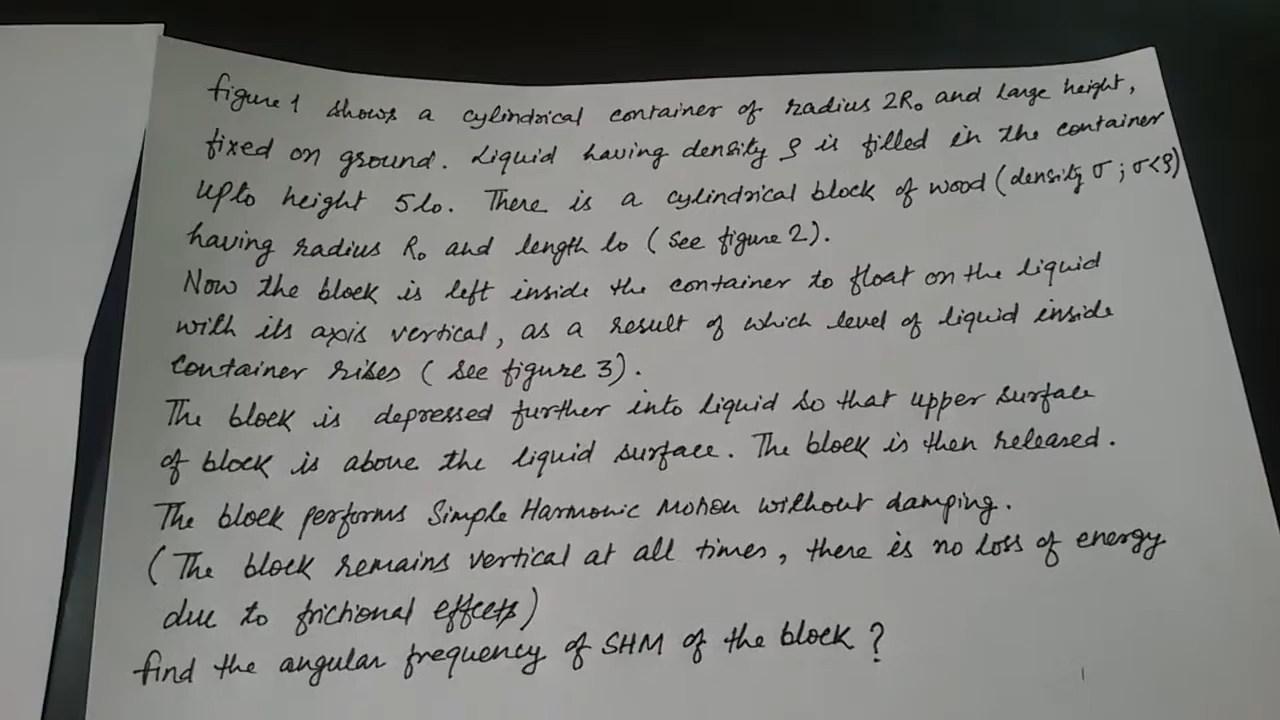 figure 1 shows a cylindrical container of radius 2R₀ and large height,
fixed on ground. Liquid having density ρ is filled in the container
upto height 5l₀. There is a cylindrical block of wood (density σ ; σ<ρ)
having radius R₀ and length l₀ (see figure 2).
Now the block is left inside the container to float on the liquid
with its axis vertical, as a result of which level of liquid inside
container rises (see figure 3).
The block is depressed further into liquid so that upper surface
of block is above the liquid surface. The block is then released.
The block performs Simple Harmonic Motion without damping.
(The block remains vertical at all times, there is no loss of energy
due to frictional effects)
find the angular frequency of SHM of the block ?